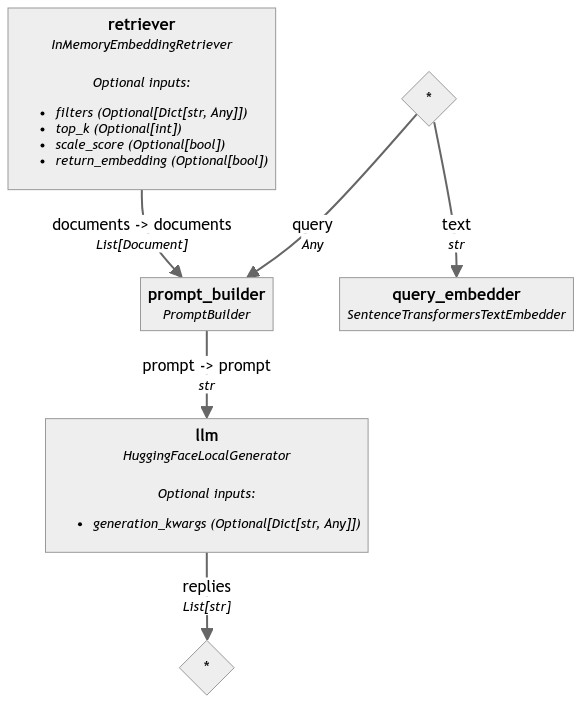 retriever
InMemoryEmbeddingRetriever
Optional inputs:
• filters (Optional[Dict[str, Any]])
• top_k (Optional[int])
• scale_score (Optional[bool])
• return_embedding (Optional[bool])
*
documents -> documents
List[Document]
query
Any
text
str
prompt_builder
PromptBuilder
query_embedder
SentenceTransformersTextEmbedder
prompt -> prompt
str
llm
HuggingFaceLocalGenerator
Optional inputs:
• generation_kwargs (Optional[Dict[str, Any]])
replies
List[str]
*